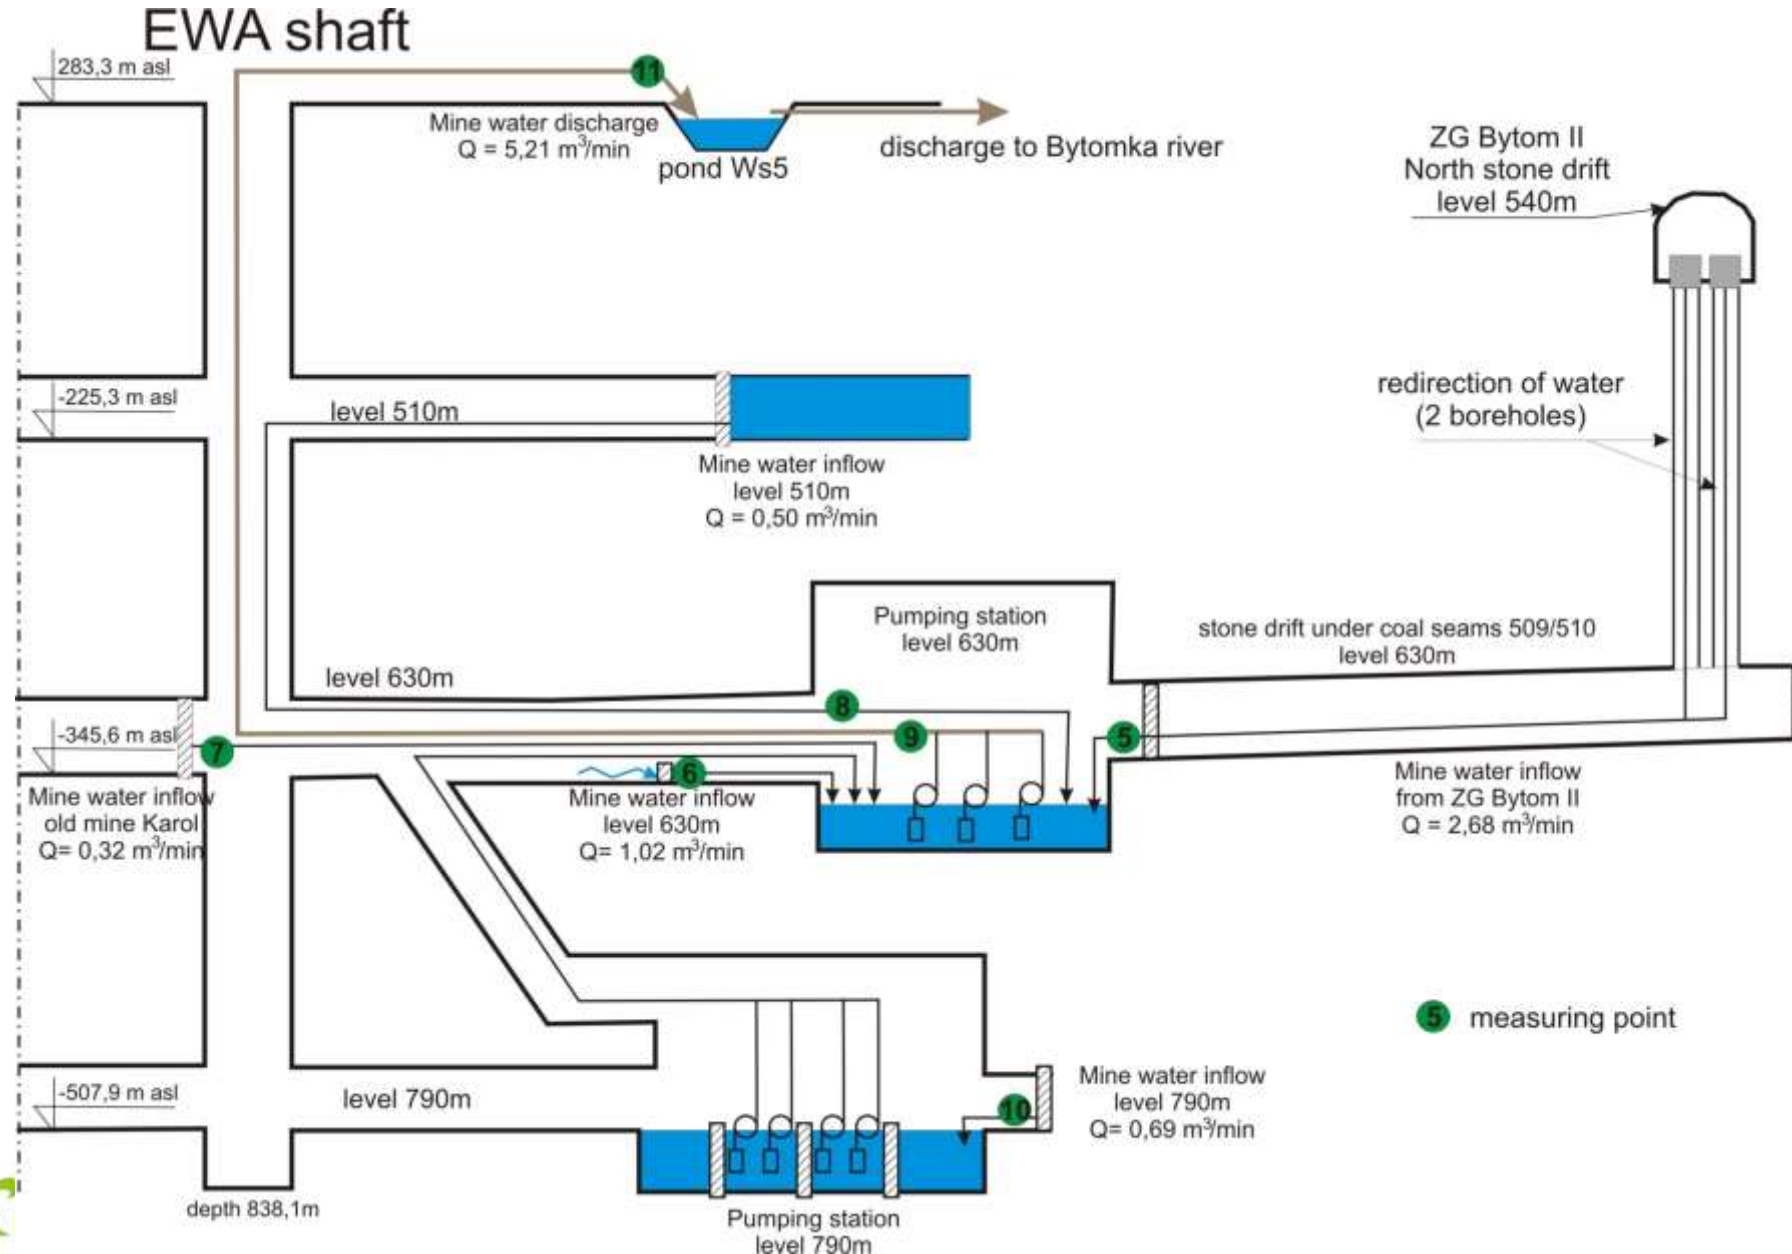 EWA shaft
283,3 m asl
11
Mine water discharge
Q = 5,21 m³/min
pond Ws5
discharge to Bytomka river
ZG Bytom II
North stone drift
level 540m
-225,3 m asl
level 510m
redirection of water
(2 boreholes)
Mine water inflow
level 510m
Q = 0,50 m³/min
Pumping station
level 630m
stone drift under coal seams 509/510
level 630m
level 630m
8
-345,6 m asl
7
9
5
6
Mine water inflow
old mine Karol
Q= 0,32 m³/min
Mine water inflow
level 630m
Q= 1,02 m³/min
Mine water inflow
from ZG Bytom II
Q = 2,68 m³/min
5 measuring point
-507,9 m asl
level 790m
10
Mine water inflow
level 790m
Q= 0,69 m³/min
depth 838,1m
Pumping station
level 790m